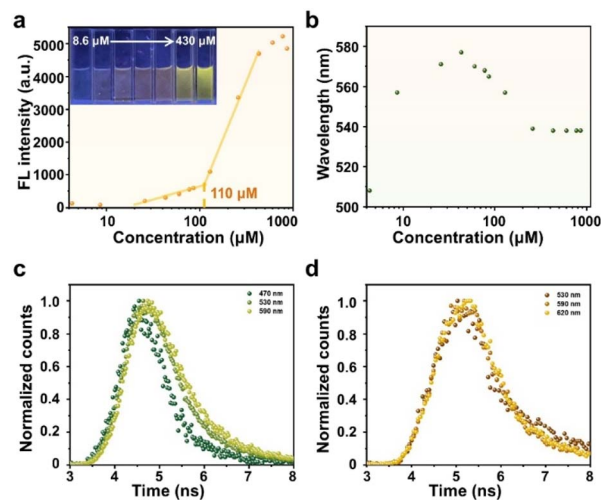 a
8.6 μM
430 μM
110 μM
FL intensity (a.u.)
5000
4000
3000
2000
1000
0
10
100
1000
Concentration (μM)
b
Wavelength (nm)
580
560
540
520
500
10
100
1000
Concentration (μM)
c
470 nm
530 nm
590 nm
Normalized counts
1.0
0.8
0.6
0.4
0.2
0
3 4 5 6 7 8
Time (ns)
d
530 nm
590 nm
620 nm
Normalized counts
1.0
0.8
0.6
0.4
0.2
0
3 4 5 6 7 8
Time (ns)